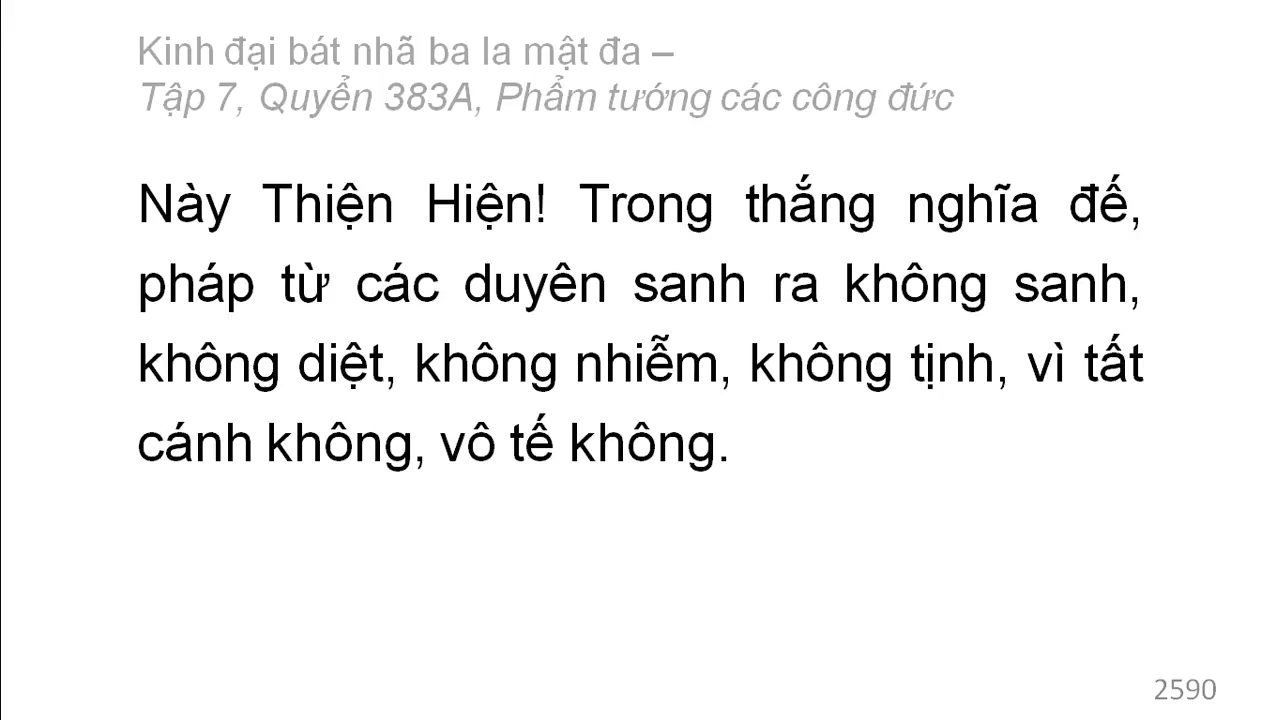 Kinh đại bát nhã ba la mật đa –
Tập 7, Quyển 383A, Phẩm tướng các công đức
Này Thiện Hiện! Trong thắng nghĩa đế,
pháp từ các duyên sanh ra không sanh,
không diệt, không nhiễm, không tịnh, vì tất
cánh không, vô tế không.
2590